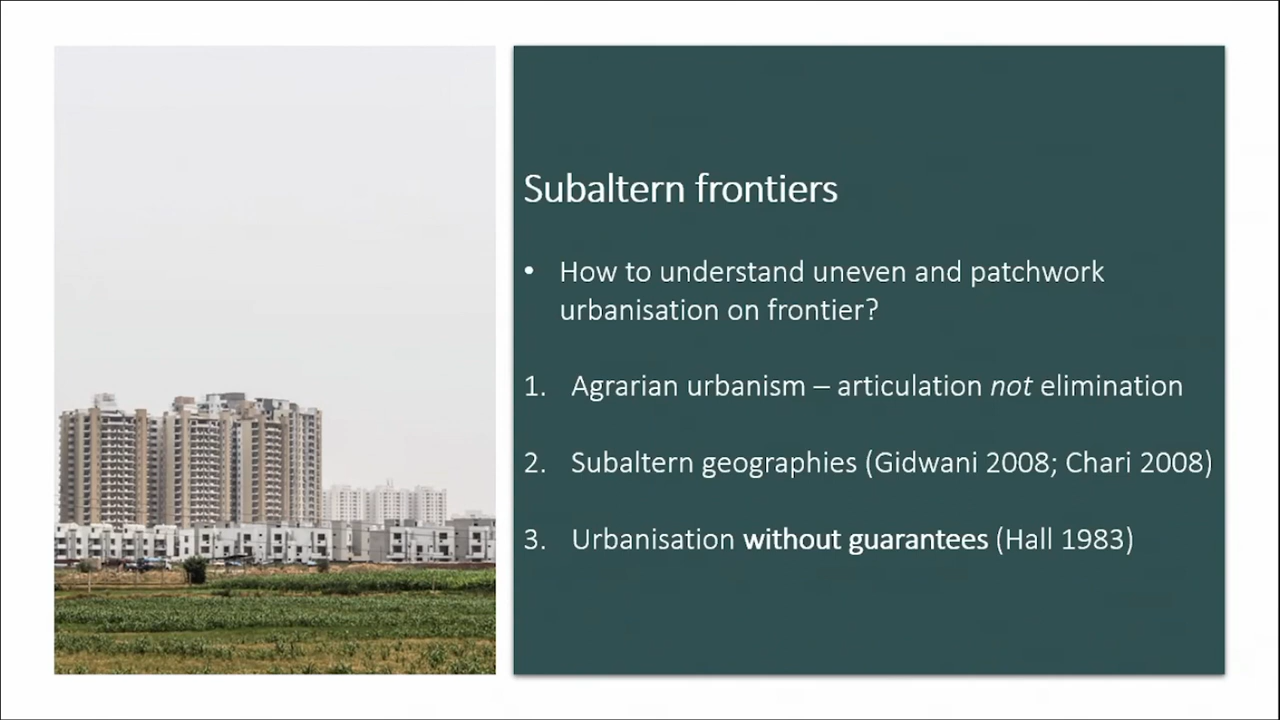 Subaltern frontiers
• How to understand uneven and patchwork
urbanisation on frontier?
1. Agrarian urbanism – articulation not elimination
2. Subaltern geographies (Gidwani 2008; Chari 2008)
3. Urbanisation without guarantees (Hall 1983)